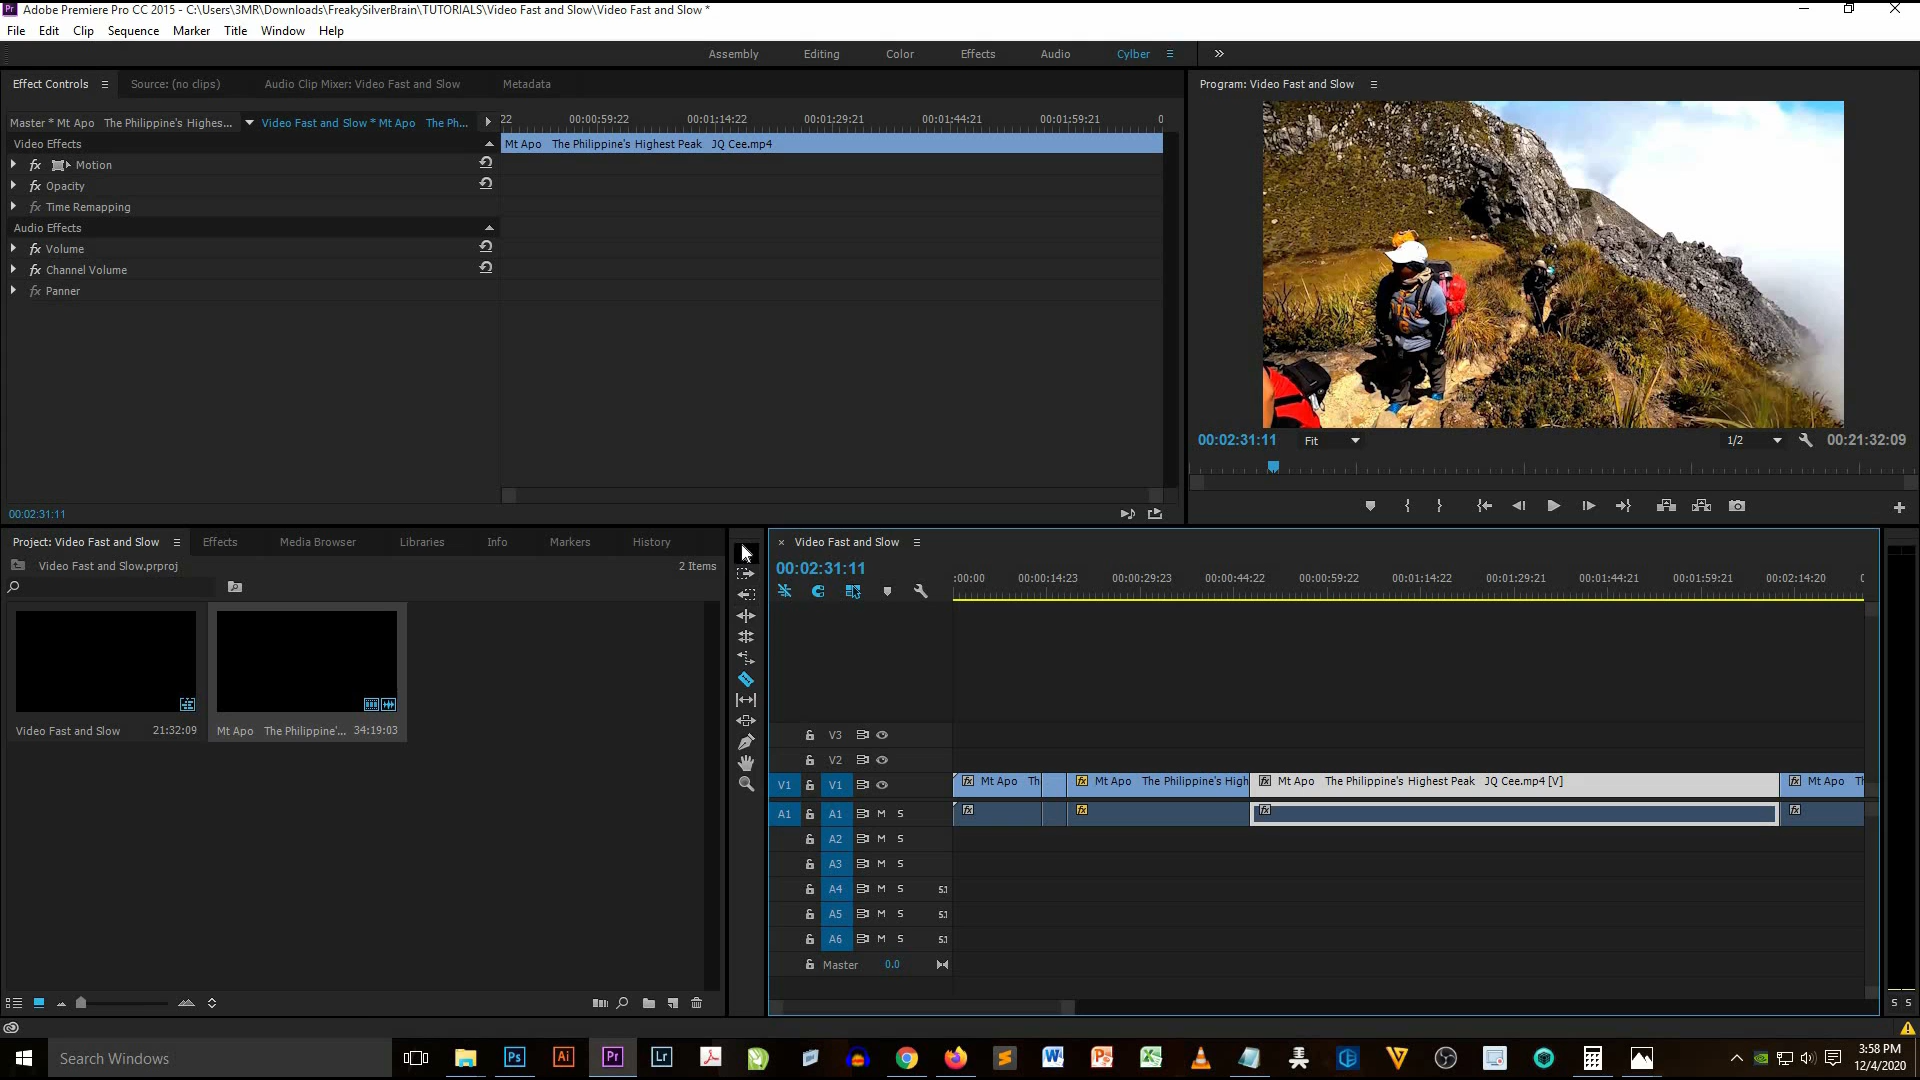 Adobe Premiere Pro CC 2015 - C:\Users\3MR\Downloads\FreakySilverBrain\TUTORIALS\Video Fast and Slow\Video Fast and Slow *
File Edit Clip Sequence Marker Title Window Help
Assembly Editing Color Effects Audio Cylber
Effect Controls Source: (no clips) Audio Clip Mixer: Video Fast and Slow Metadata
Master * Mt Apo The Philippine's Highes... Video Fast and Slow * Mt Apo The Ph...
22 00:00:59:22 00:01:14:22 00:01:29:21 00:01:44:21 00:01:59:21 0
Video Effects
Mt Apo The Philippine's Highest Peak JQ Cee.mp4
fx Motion
fx Opacity
fx Time Remapping
Audio Effects
fx Volume
fx Channel Volume
fx Panner
00:02:31:11
Program: Video Fast and Slow
00:02:31:11 Fit 1/2 00:21:32:09
Project: Video Fast and Slow Effects Media Browser Libraries Info Markers History
Video Fast and Slow.prproj 2 Items
Video Fast and Slow 21:32:09
Mt Apo The Philippine'... 34:19:03
Video Fast and Slow
00:02:31:11
:00:00 00:00:14:23 00:00:29:23 00:00:44:22 00:00:59:22 00:01:14:22 00:01:29:21 00:01:44:21 00:01:59:21 00:02:14:20 0
V3
V2
V1 V1 fx Mt Apo Th fx Mt Apo The Philippine's High fx Mt Apo The Philippine's Highest Peak JQ Cee.mp4 [V] fx Mt Apo T
A1 A1 M S fx fx fx fx
A2 M S
A3 M S
A4 M S 5.1
A5 M S 5.1
A6 M S 5.1
Master 0.0
S S
Search Windows
Ps Ai Pr Lr
3:58 PM
12/4/2020